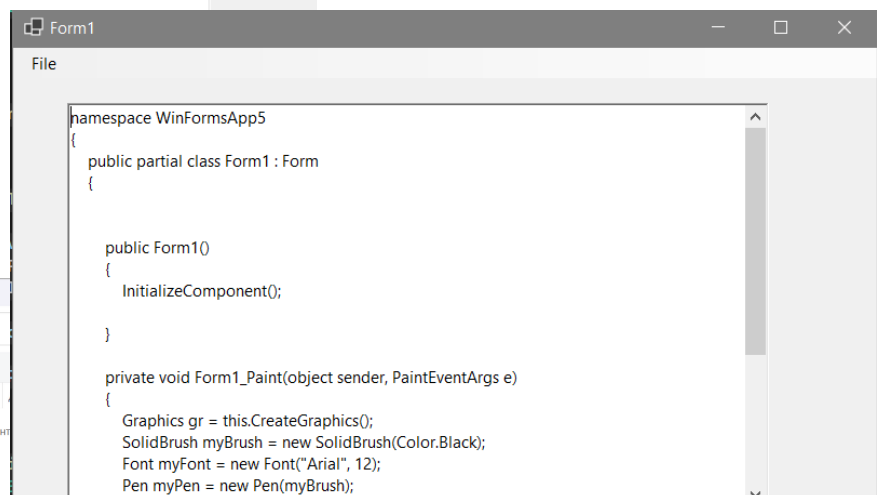 Form1
File
namespace WinFormsApp5
{
public partial class Form1 : Form
{
public Form1()
{
InitializeComponent();
}
private void Form1_Paint(object sender, PaintEventArgs e)
{
Graphics gr = this.CreateGraphics();
SolidBrush myBrush = new SolidBrush(Color.Black);
Font myFont = new Font("Arial", 12);
Pen myPen = new Pen(myBrush);